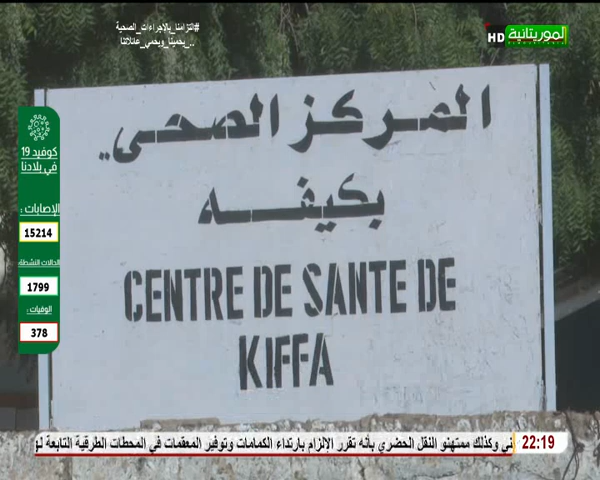 #التزامنا_بالإجراءات_الصحية
.._يحمينا_ويحمي_عائلاتنا
HD الموريتانية
المركز الصحي
بكيفه
CENTRE DE SANTE DE
KIFFA
كوفيد 19
في بلادنا
الإصابات :
15214
الحالات النشطة
1799
الوفيات :
378
ني وكذلك ممتهنو النقل الحضري بأنه تقرر الإلزام بارتداء الكمامات وتوفير المعقمات في المحطات الطرقية التابعة لو
22:19